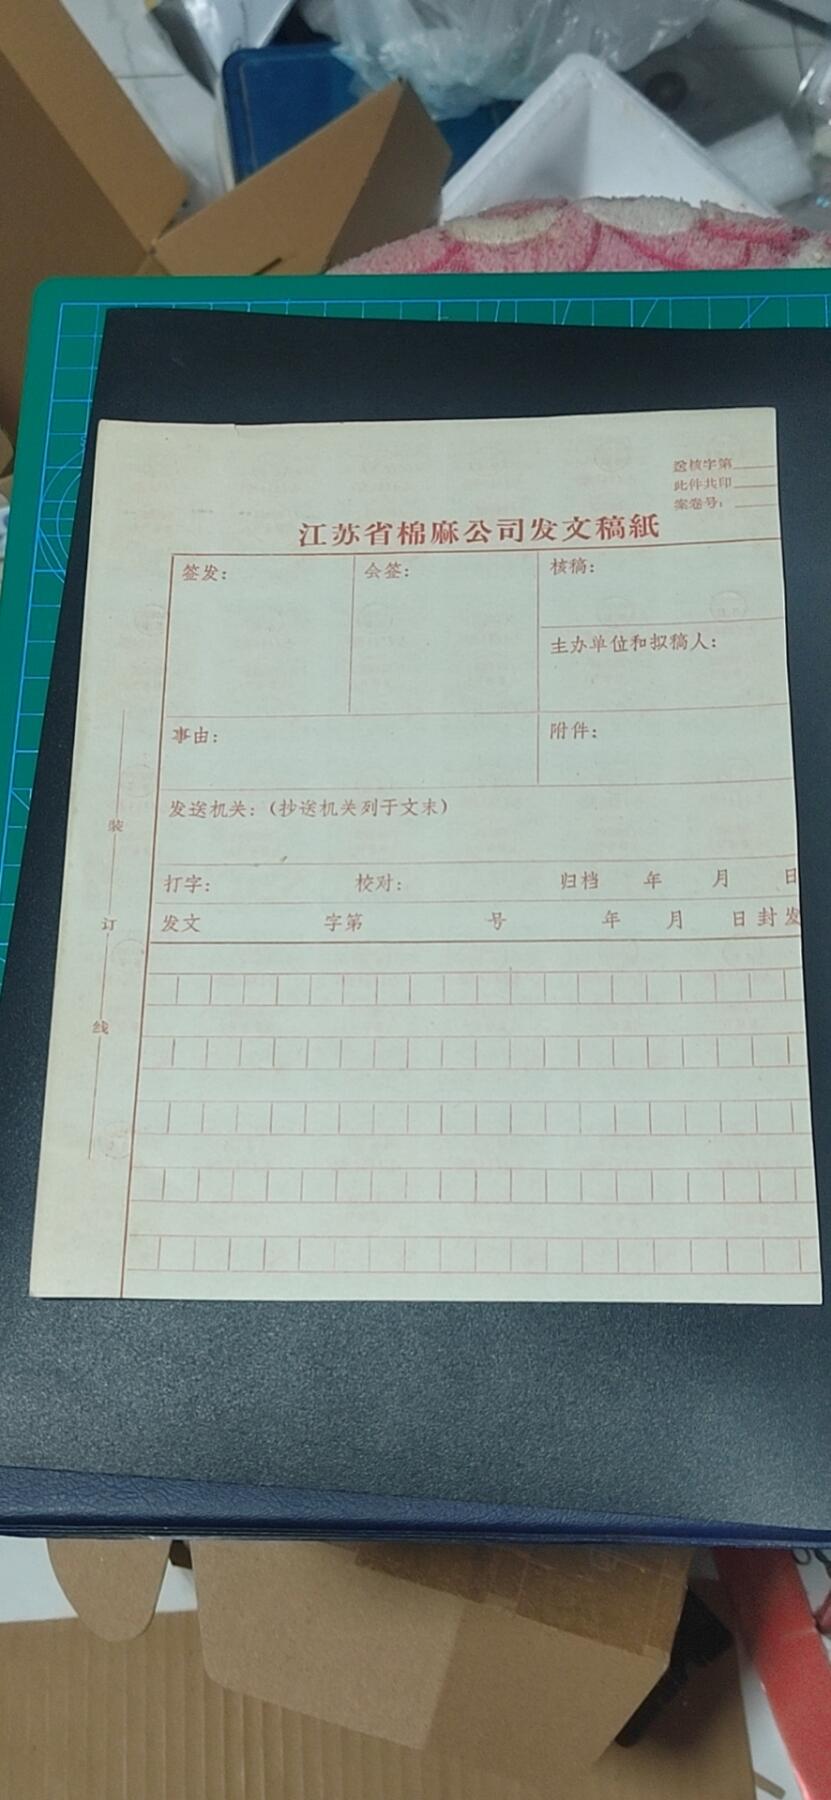 送核字第
此件共印
案卷号：
江苏省棉麻公司发文稿紙
签发： 会签： 核稿：
主办单位和拟稿人：
事由： 附件：
发送机关：（抄送机关列于文末）
打字： 校对： 归档 年 月 日
发文 字第 号 年 月 日封发
装
订
线